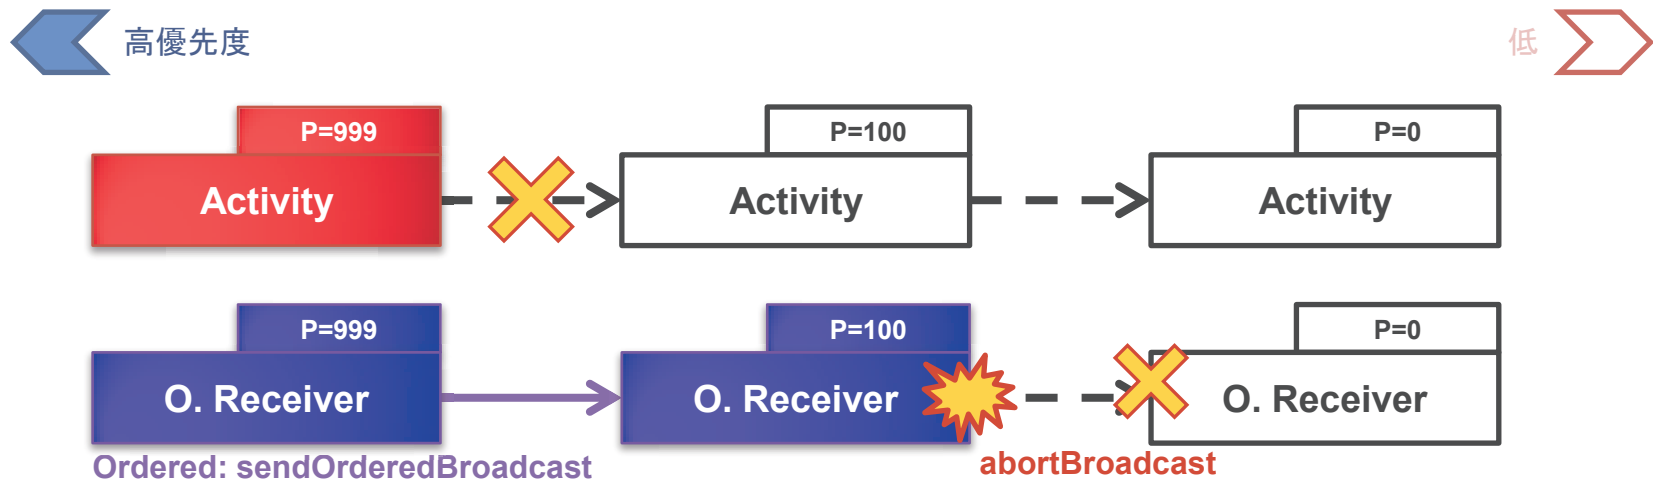 高優先度
低
P=999
P=100
P=0
Activity
Activity
Activity
P=999
P=100
P=0
O. Receiver
O. Receiver
O. Receiver
Ordered: sendOrderedBroadcast
abortBroadcast